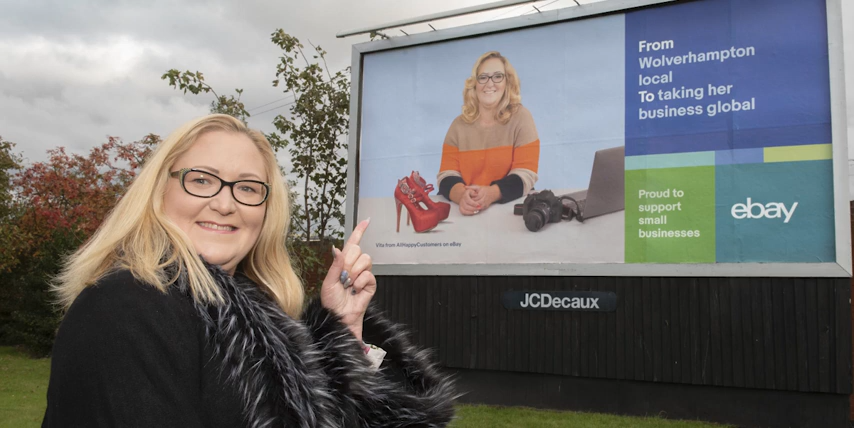 From
Wolverhampton
local
To taking her
business global
Proud to
support
small
businesses
ebay
Vita from AllHappyCustomers on eBay
JCDecaux